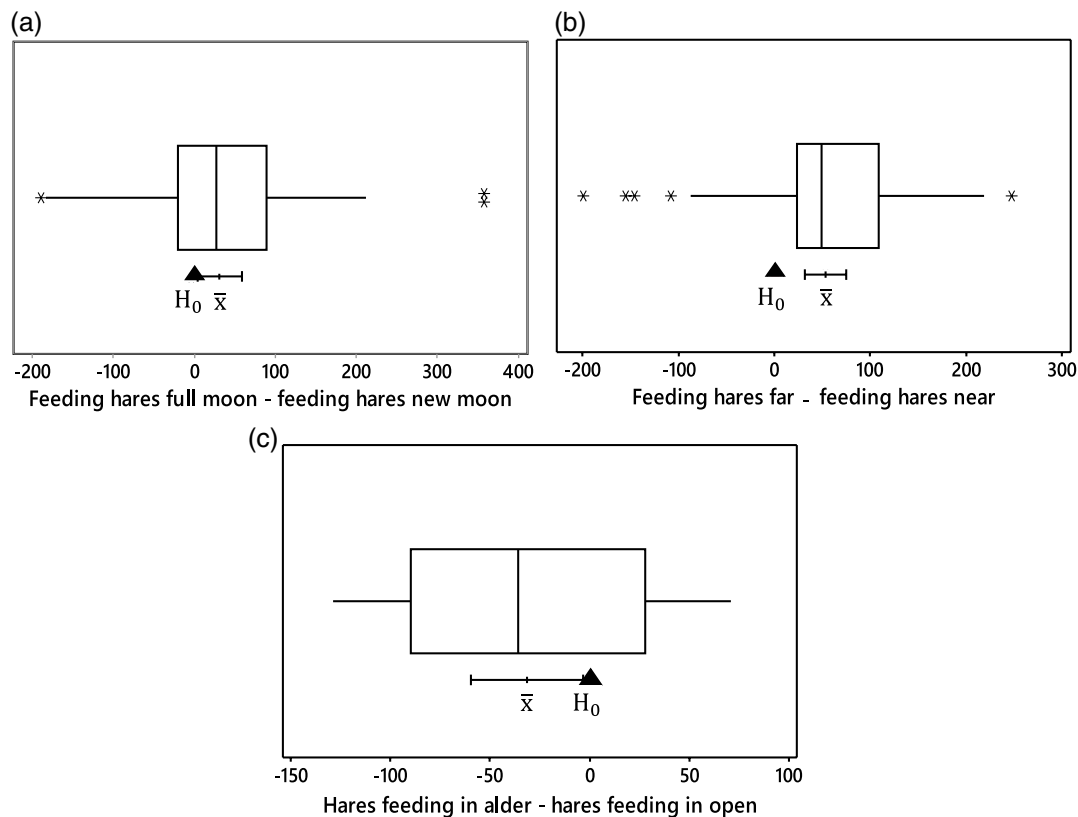 (a)
H₀ x̄
-200 -100 0 100 200 300 400
Feeding hares full moon - feeding hares new moon
(b)
H₀ x̄
-200 -100 0 100 200 300
Feeding hares far - feeding hares near
(c)
x̄ H₀
-150 -100 -50 0 50 100
Hares feeding in alder - hares feeding in open